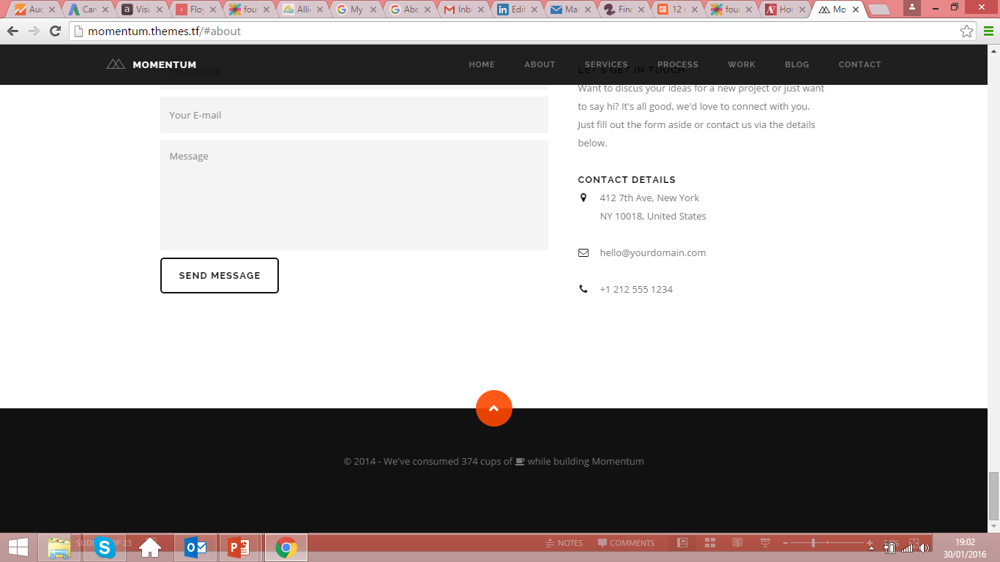 Auc
Can
Visi
Floy
four
Allie
My
Abc
Inb
Edit
Mai
Finc
12
four
Hor
Mo
momentum.themes.tf/#about
MOMENTUM
HOME ABOUT SERVICES PROCESS WORK BLOG CONTACT
Your Name
Your E-mail
Message
SEND MESSAGE
LET'S GET IN TOUCH
Want to discus your ideas for a new project or just want
to say hi? It's all good, we'd love to connect with you.
Just fill out the form aside or contact us via the details
below.
CONTACT DETAILS
412 7th Ave, New York
NY 10018, United States
hello@yourdomain.com
+1 212 555 1234
© 2014 - We've consumed 374 cups of while building Momentum
OF 23
NOTES COMMENTS
64%
19:02
30/01/2016